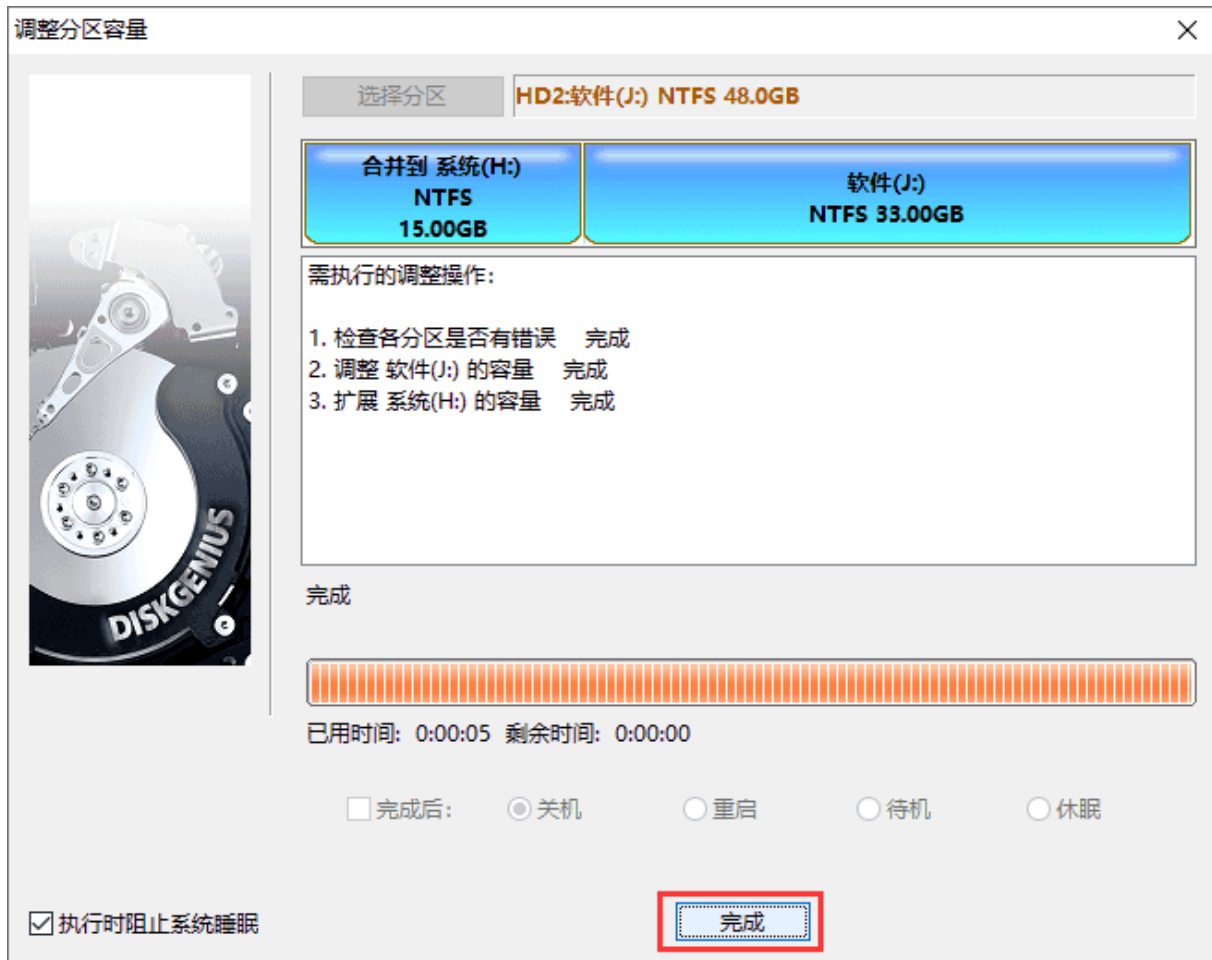 调整分区容量
选择分区
HD2:软件(J:) NTFS 48.0GB
合并到 系统(H:)
NTFS
15.00GB
软件(J:)
NTFS 33.00GB
需执行的调整操作:
1. 检查各分区是否有错误 完成
2. 调整 软件(J:) 的容量 完成
3. 扩展 系统(H:) 的容量 完成
DISKGENIUS
完成
已用时间: 0:00:05 剩余时间: 0:00:00
完成后: 关机 重启 待机 休眠
执行时阻止系统睡眠
完成